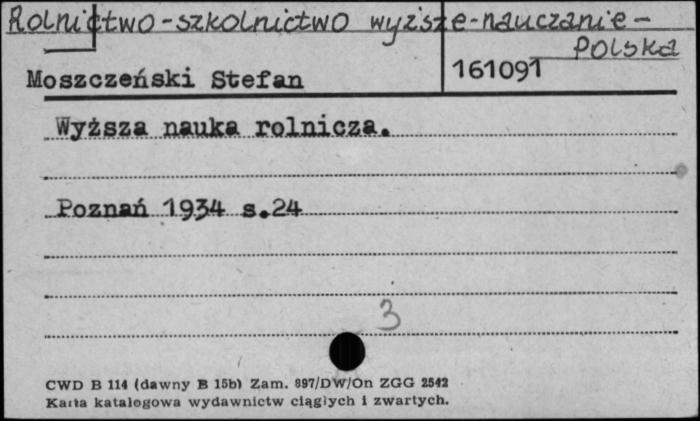 Rolnictwo-szkolnictwo wyższe-nauczanie-
Polska
Moszczeński Stefan
161091
Wyższa nauka rolnicza.
Poznań 1934 s.24
3
CWD B 114 (dawny B 15b) Zam. 897/DW/On ZGG 2542
Karta katalogowa wydawnictw ciągłych i zwartych.